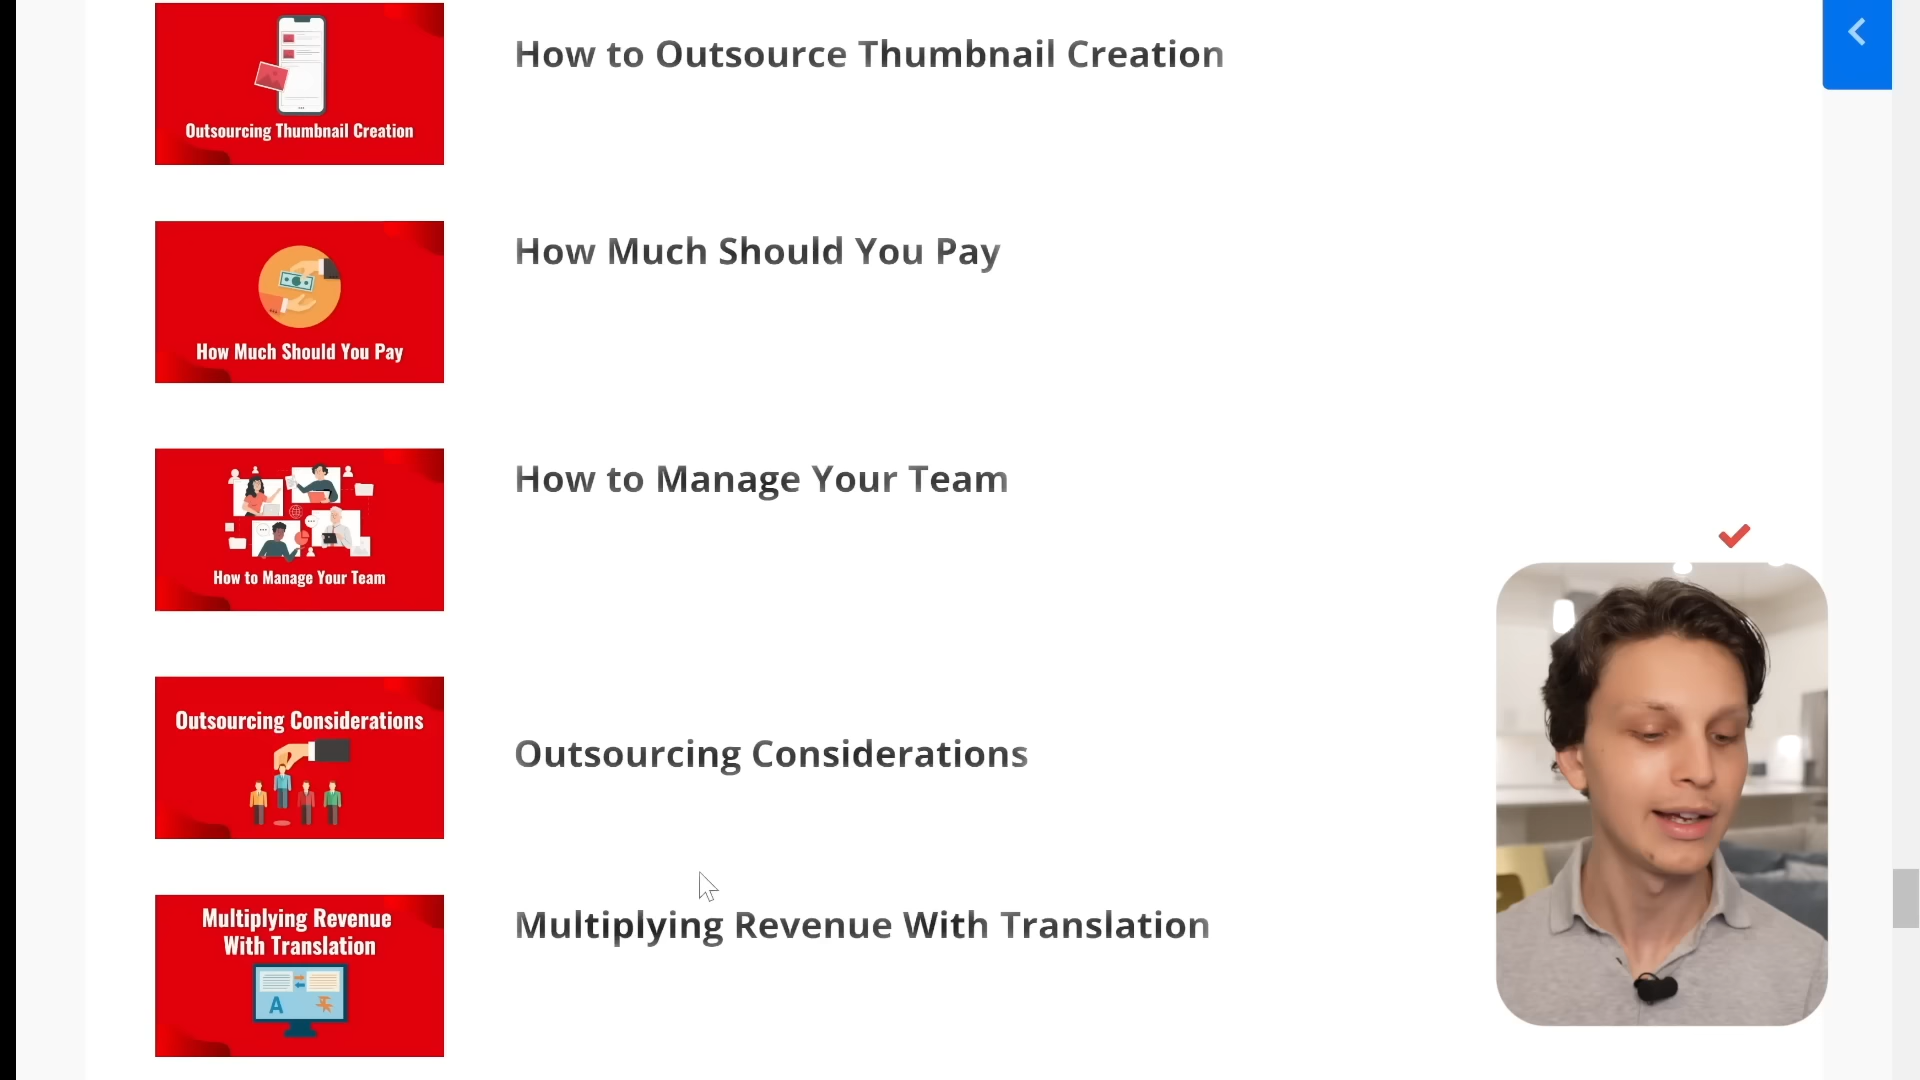 Outsourcing Thumbnail Creation
How to Outsource Thumbnail Creation
How Much Should You Pay
How Much Should You Pay
How to Manage Your Team
How to Manage Your Team
Outsourcing Considerations
Outsourcing Considerations
Multiplying Revenue
With Translation
A
Multiplying Revenue With Translation